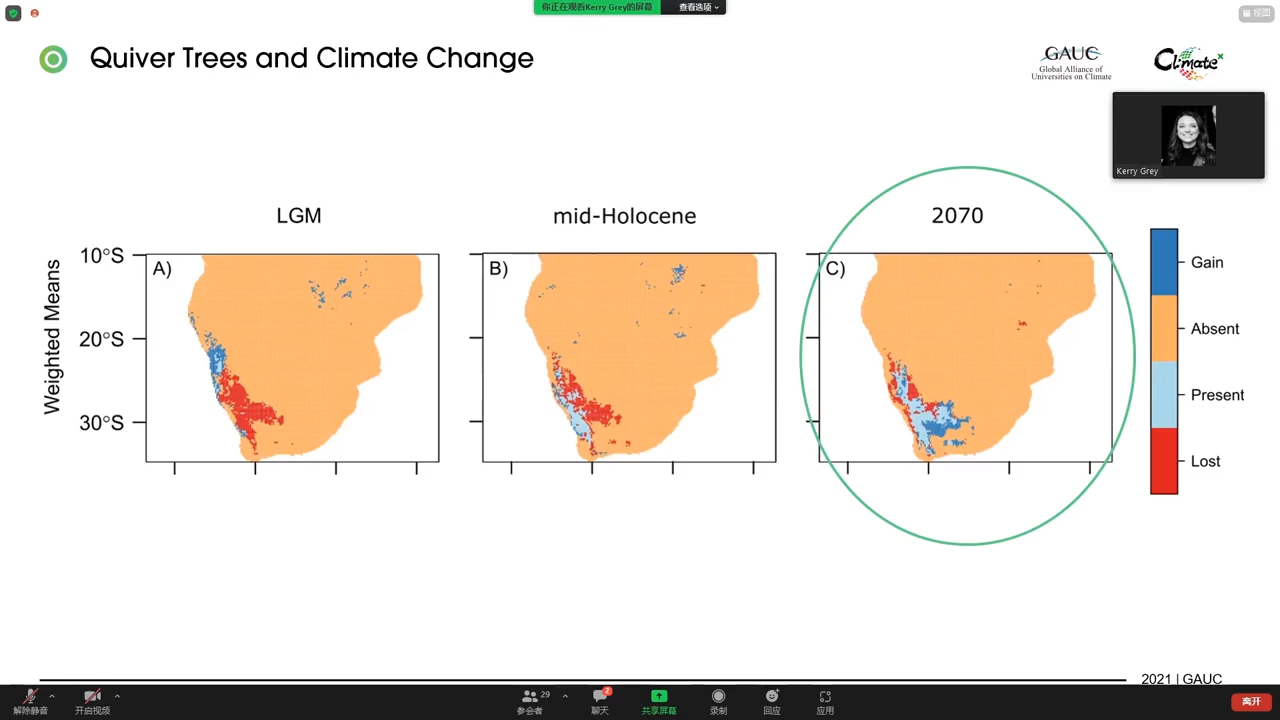 你正在观看Kerry Grey的屏幕
查看选项
视图
Quiver Trees and Climate Change
GAUC
Global Alliance of
Universities on Climate
Climate
x
Kerry Grey
LGM
mid-Holocene
2070
Weighted Means
10°S
20°S
30°S
A)
B)
C)
Gain
Absent
Present
Lost
2021 | GAUC
解除静音
开启视频
29
参会者
2
聊天
共享屏幕
录制
回应
应用
离开